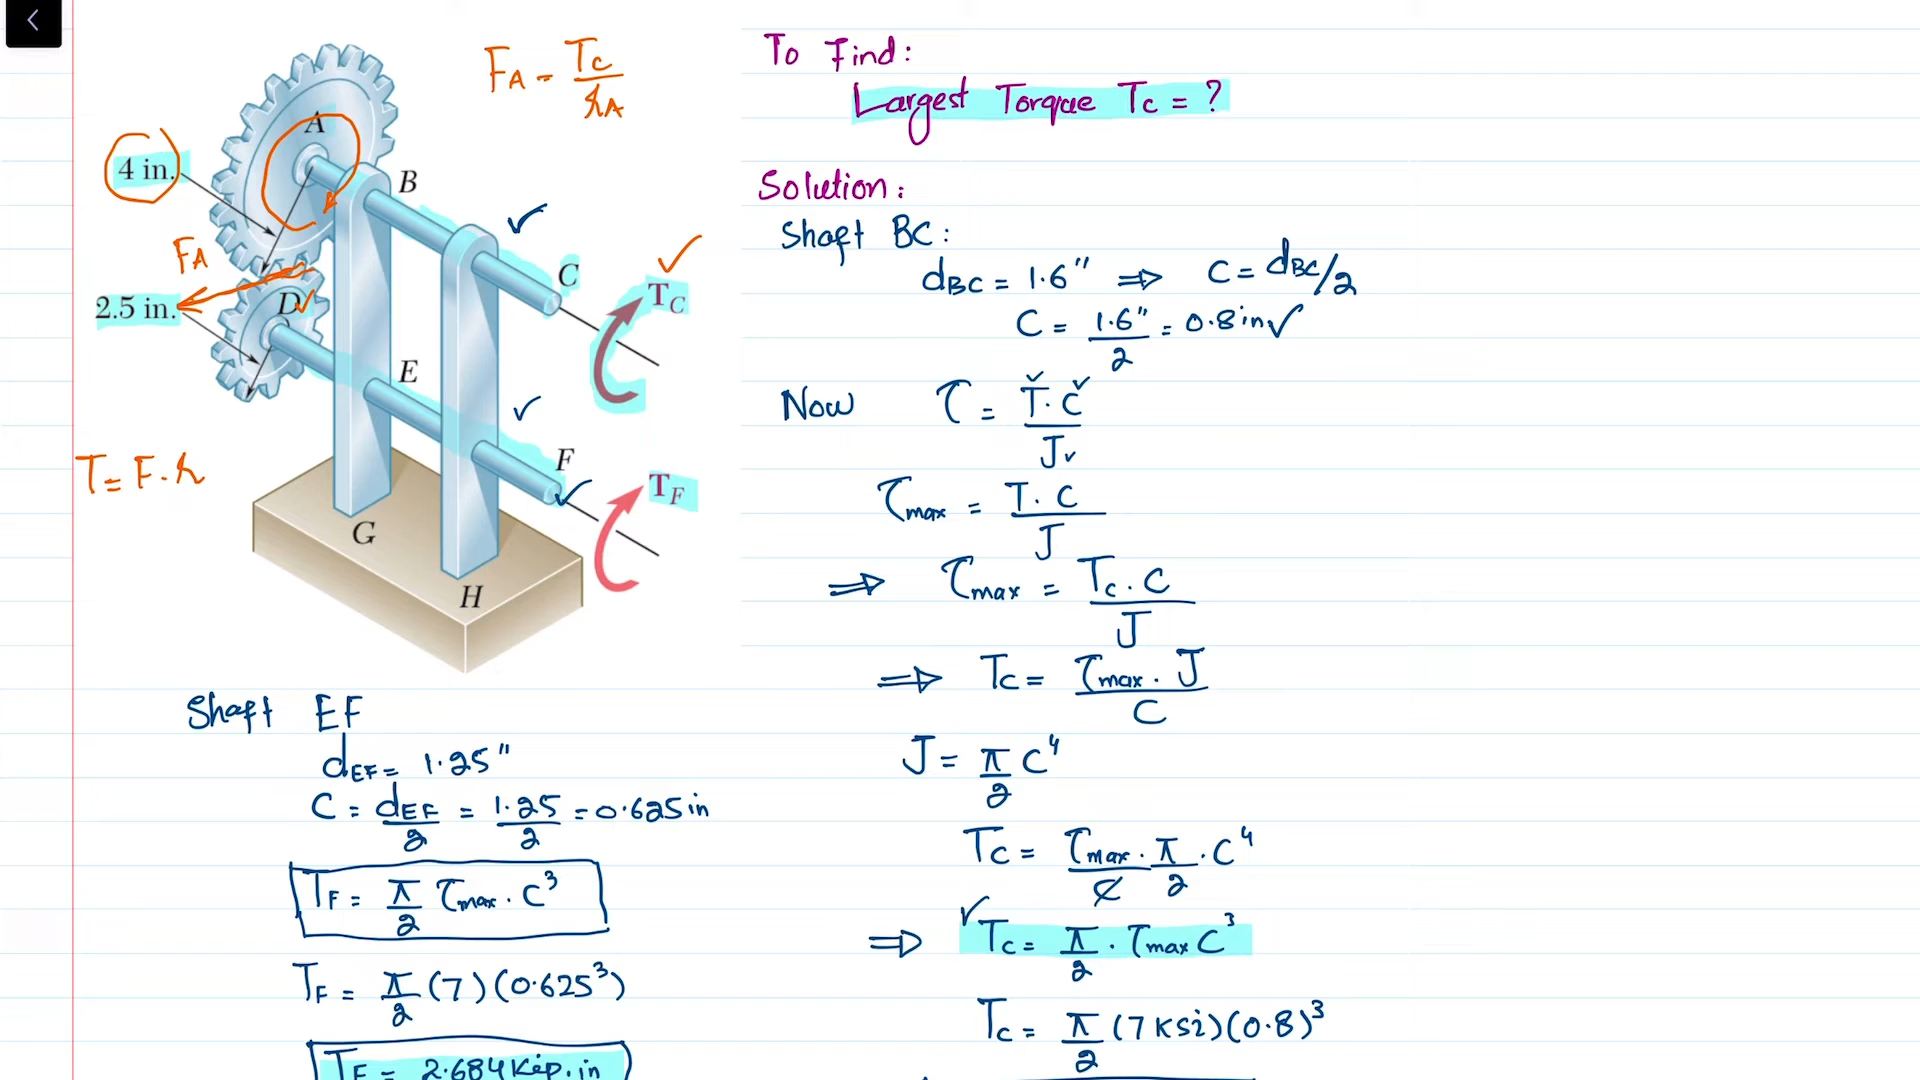 FA = Tc / rA
A
4 in.
B
FA
C
TC
2.5 in.
D
E
T = F · r
F
TF
G
H
Shaft EF
dEF = 1.25"
C = dEF / 2 = 1.25 / 2 = 0.625 in
TF = π/2 τmax · C³
TF = π/2 (7)(0.625³)
TF = 2.684 Kip.in
To Find:
Largest Torque Tc = ?
Solution:
Shaft BC:
dBC = 1.6" ⇒ C = dBC/2
C = 1.6" / 2 = 0.8 in ✓
Now τ = T · C / J
τmax = T · C / J
⇒ τmax = Tc · C / J
⇒ Tc = τmax · J / C
J = π/2 C⁴
Tc = τmax · π/2 · C⁴ / C
⇒ Tc = π/2 · τmax C³
Tc = π/2 (7 ksi)(0.8)³